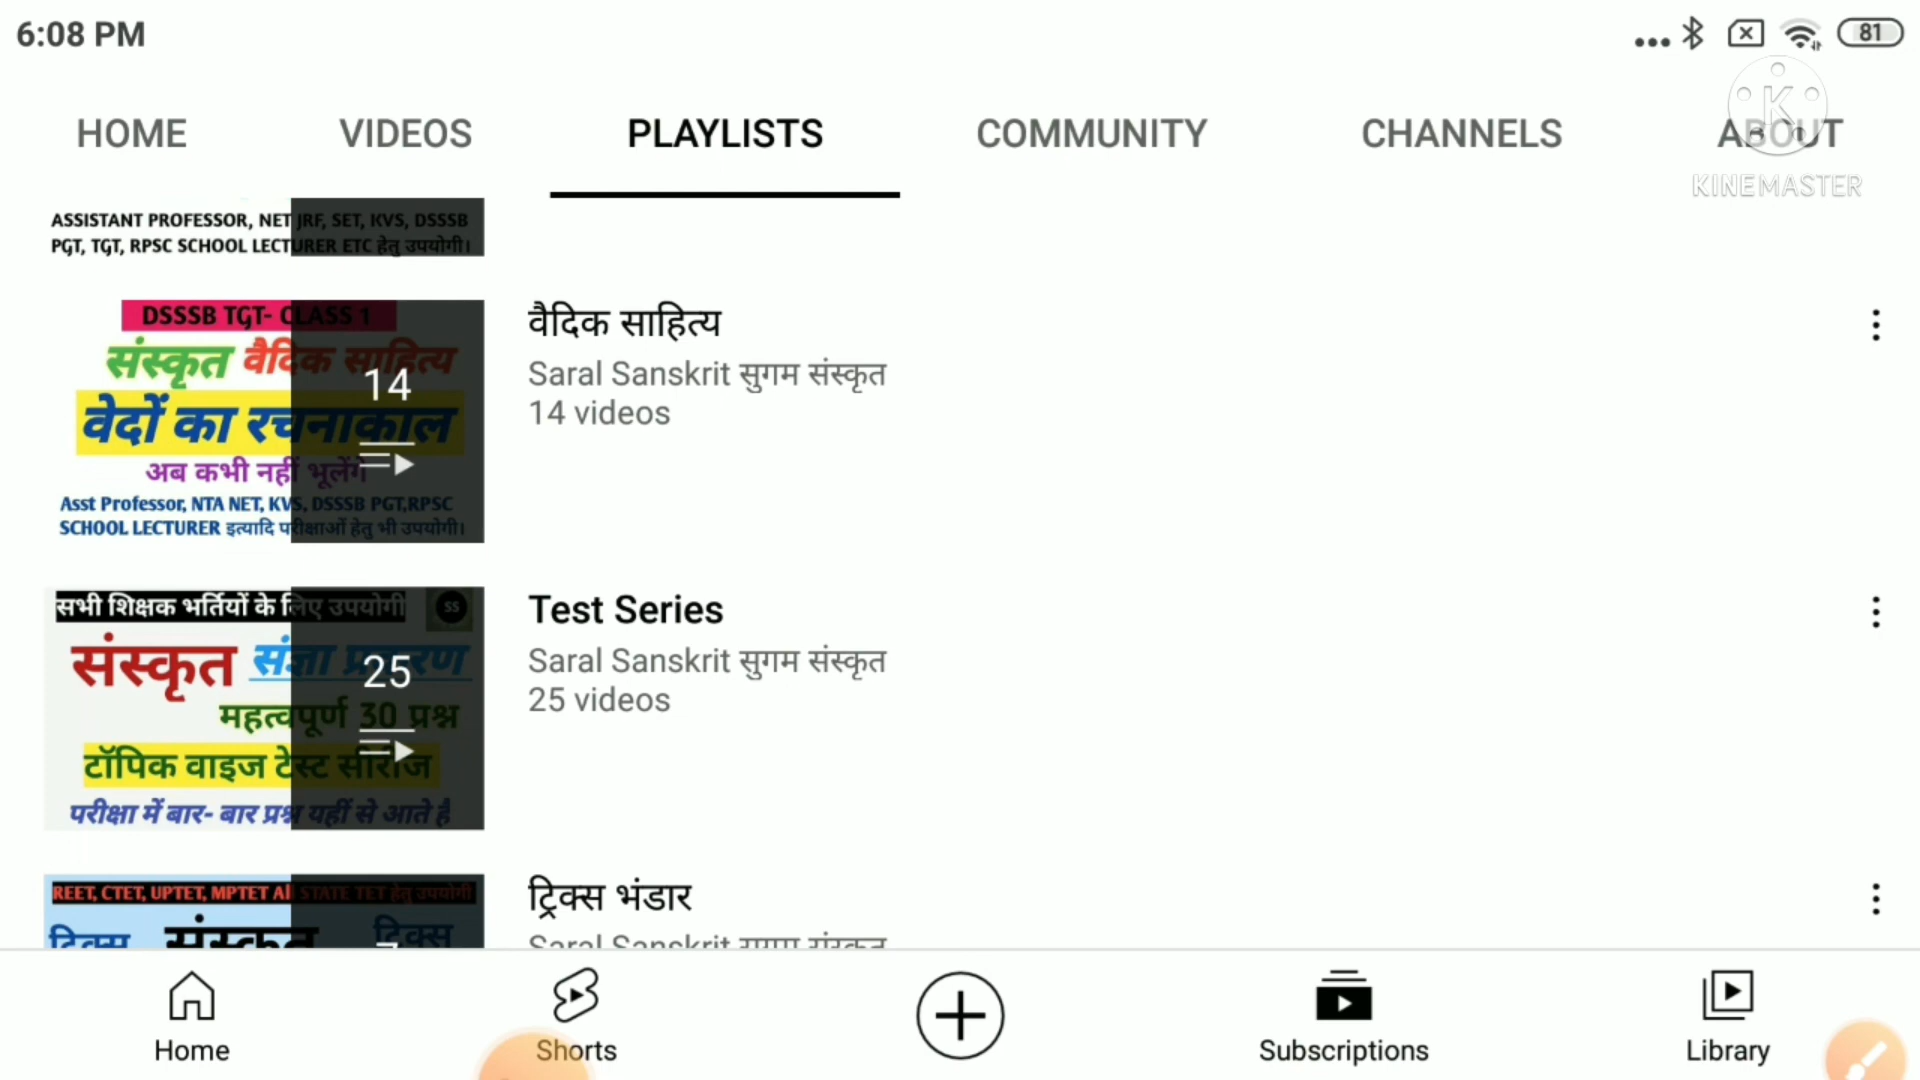 6:08 PM
81
HOME VIDEOS PLAYLISTS COMMUNITY CHANNELS ABOUT
KINEMASTER
ASSISTANT PROFESSOR, NET JRF, SET, KVS, DSSSB
PGT, TGT, RPSC SCHOOL LECTURER ETC हेतु उपयोगी।
DSSSB TGT- CLASS 1
संस्कृत वैदिक साहित्य
वेदों का रचनाकाल
अब कभी नहीं भूलेंगे
Asst Professor, NTA NET, KVS, DSSSB PGT,RPSC
SCHOOL LECTURER इत्यादि परीक्षाओं हेतु भी उपयोगी।
14
वैदिक साहित्य
Saral Sanskrit सुगम संस्कृत
14 videos
सभी शिक्षक भर्तियों के लिए उपयोगी
SS
संस्कृत संज्ञा प्रकरण
महत्वपूर्ण 30 प्रश्न
टॉपिक वाइज टेस्ट सीरीज
परीक्षा में बार- बार प्रश्न यहीं से आते है
25
Test Series
Saral Sanskrit सुगम संस्कृत
25 videos
REET, CTET, UPTET, MPTET All STATE TET हेतु उपयोगी
ट्रिक्स संस्कृत ट्रिक्स
ट्रिक्स भंडार
Saral Sanskrit सुगम संस्कृत
Home Shorts Subscriptions Library